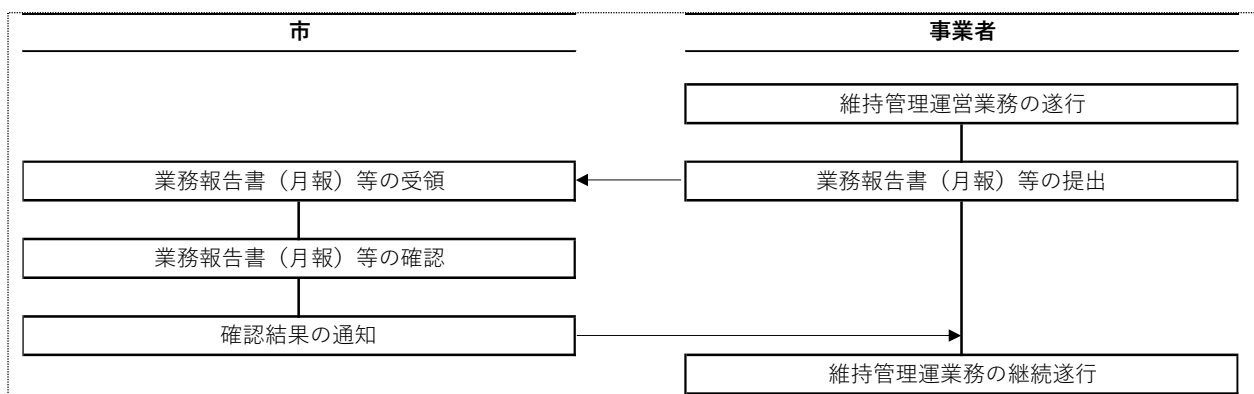 市
事業者
維持管理運営業務の遂行
業務報告書（月報）等の受領
業務報告書（月報）等の提出
業務報告書（月報）等の確認
確認結果の通知
維持管理運業務の継続遂行